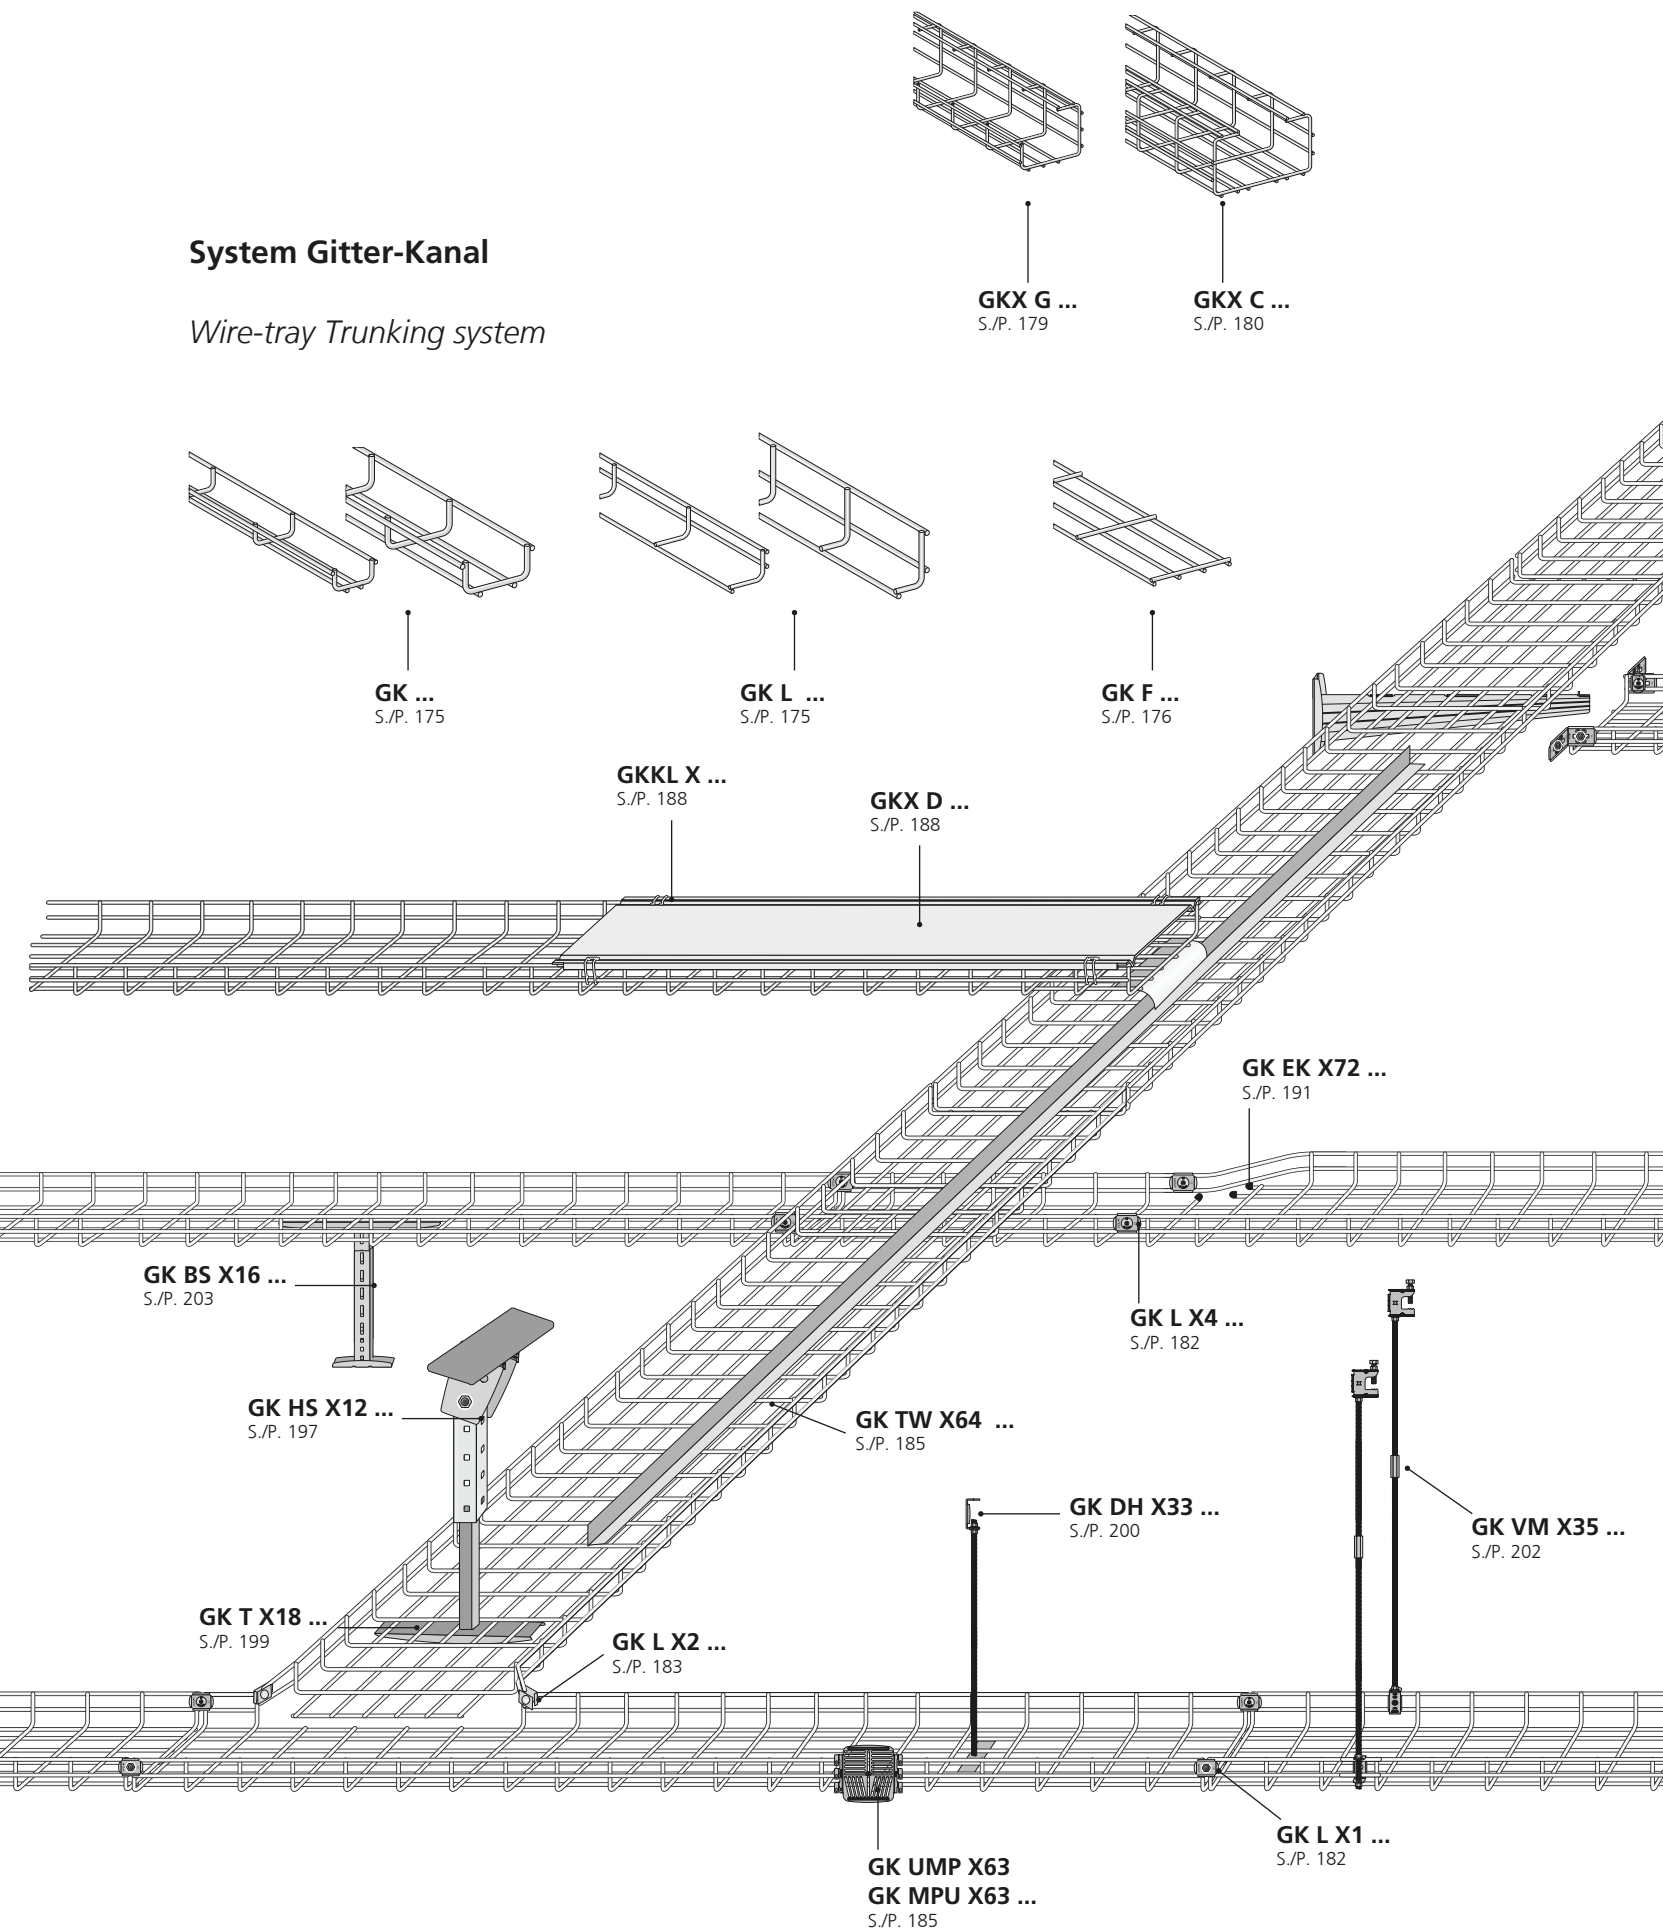 System Gitter-Kanal
Wire-tray Trunking system
GKX G ...
S./P. 179
GKX C ...
S./P. 180
GK ...
S./P. 175
GK L ...
S./P. 175
GK F ...
S./P. 176
GKKL X ...
S./P. 188
GKX D ...
S./P. 188
GK EK X72 ...
S./P. 191
GK BS X16 ...
S./P. 203
GK L X4 ...
S./P. 182
GK HS X12 ...
S./P. 197
GK TW X64 ...
S./P. 185
GK DH X33 ...
S./P. 200
GK VM X35 ...
S./P. 202
GK T X18 ...
S./P. 199
GK L X2 ...
S./P. 183
GK L X1 ...
S./P. 182
GK UMP X63
GK MPU X63 ...
S./P. 185